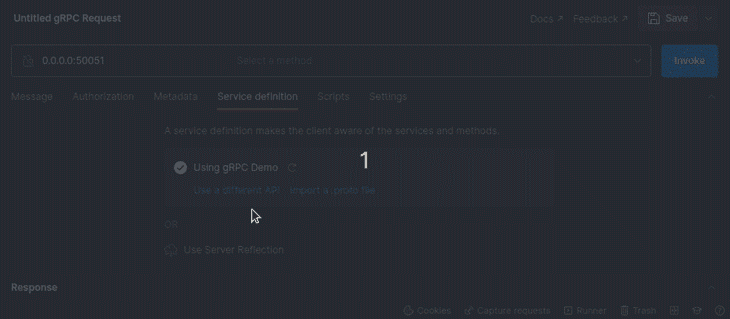 Untitled gRPC Request
Docs ↗ Feedback ↗ Save
0.0.0.0:50051 Select a method Invoke
Message Authorization Metadata Service definition Scripts Settings
A service definition makes the client aware of the services and methods.
1
Using gRPC Demo
Use a different API , import a .proto file
OR
Use Server Reflection
Response
Cookies Capture requests Runner Trash